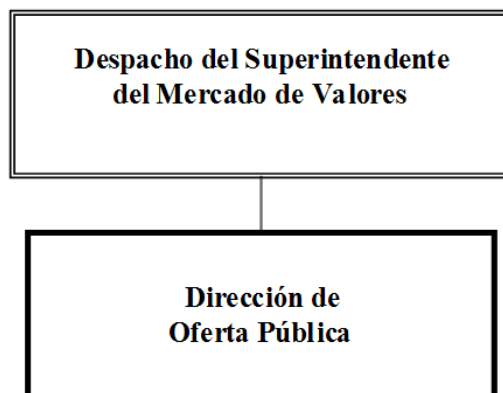 Despacho del Superintendente
del Mercado de Valores
Dirección de
Oferta Pública